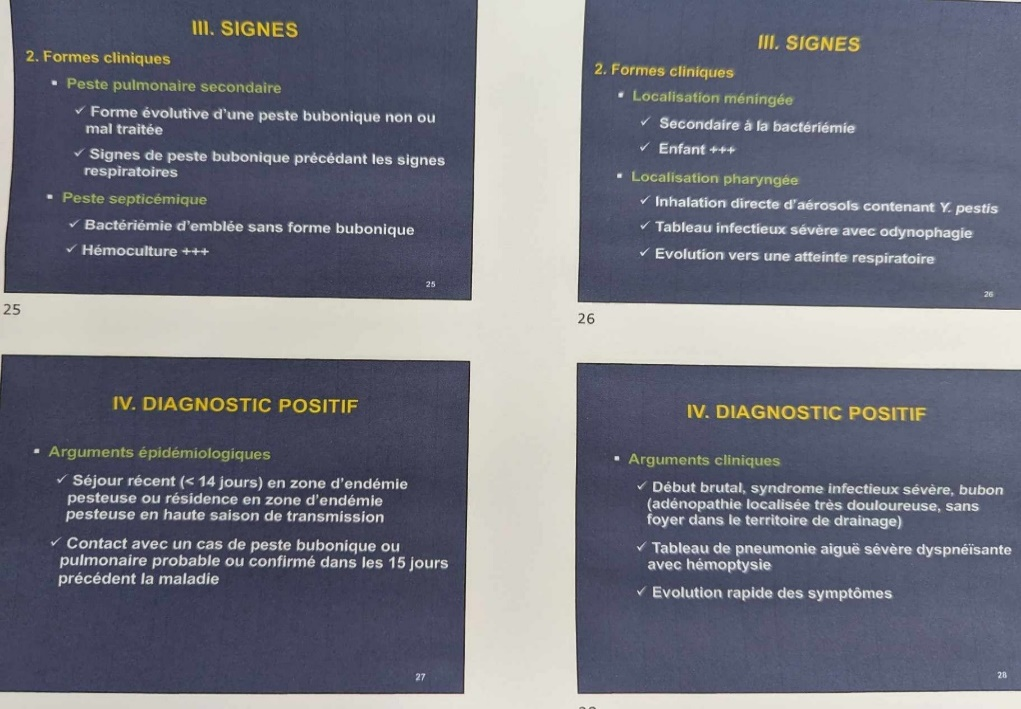 III. SIGNES
2. Formes cliniques
▪ Peste pulmonaire secondaire
✓ Forme évolutive d'une peste bubonique non ou
mal traitée
✓ Signes de peste bubonique précédant les signes
respiratoires
▪ Peste septicémique
✓ Bactériémie d'emblée sans forme bubonique
✓ Hémoculture +++
25
25
III. SIGNES
2. Formes cliniques
▪ Localisation méningée
✓ Secondaire à la bactériémie
✓ Enfant +++
▪ Localisation pharyngée
✓ Inhalation directe d'aérosols contenant Y. pestis
✓ Tableau infectieux sévère avec odynophagie
✓ Evolution vers une atteinte respiratoire
26
26
IV. DIAGNOSTIC POSITIF
▪ Arguments épidémiologiques
✓ Séjour récent (< 14 jours) en zone d'endémie
pesteuse ou résidence en zone d'endémie
pesteuse en haute saison de transmission
✓ Contact avec un cas de peste bubonique ou
pulmonaire probable ou confirmé dans les 15 jours
précédent la maladie
27
IV. DIAGNOSTIC POSITIF
▪ Arguments cliniques
✓ Début brutal, syndrome infectieux sévère, bubon
(adénopathie localisée très douloureuse, sans
foyer dans le territoire de drainage)
✓ Tableau de pneumonie aiguë sévère dyspnéïsante
avec hémoptysie
✓ Evolution rapide des symptômes
28